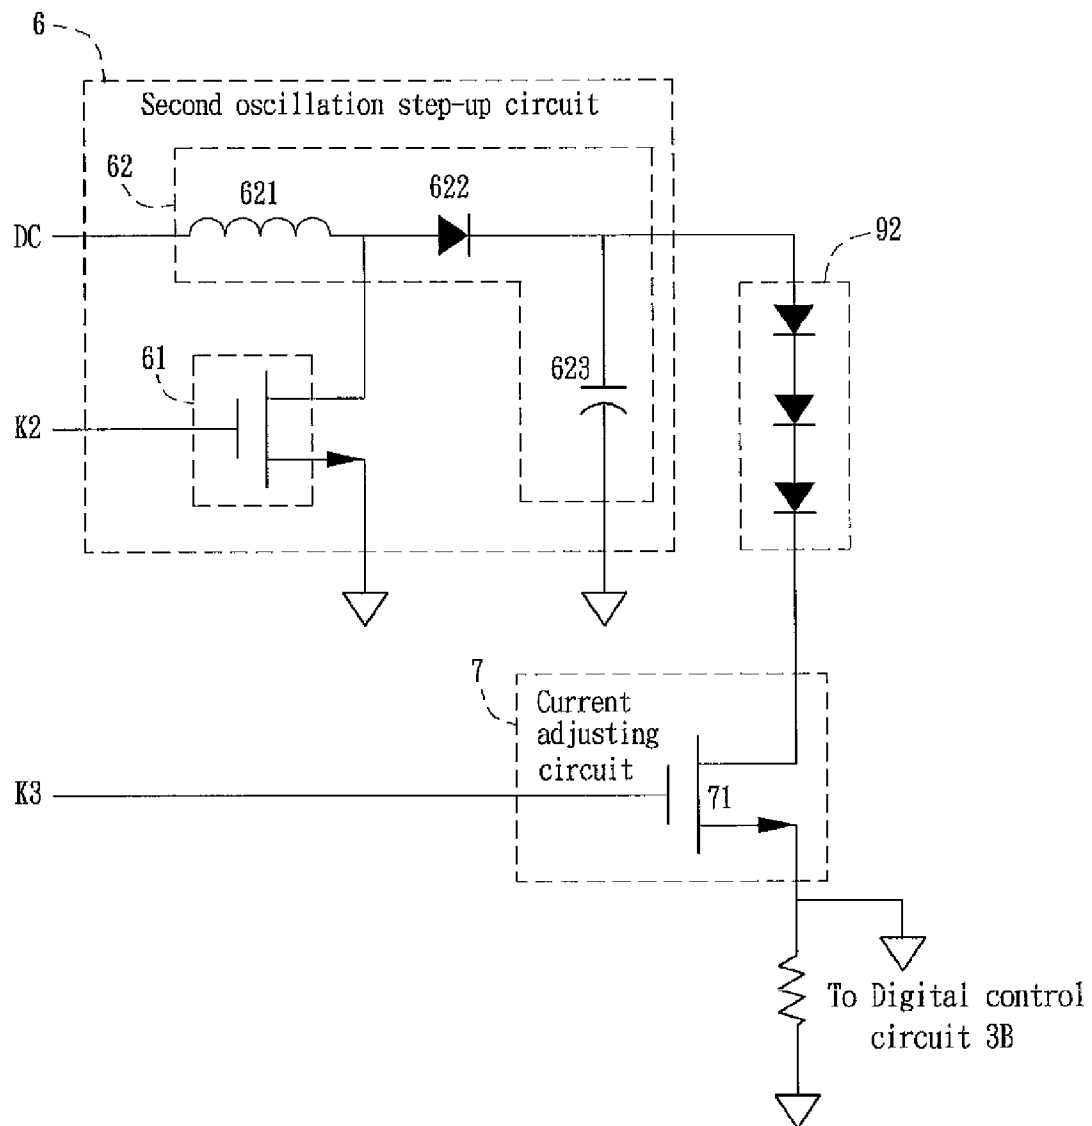 6
Second oscillation step-up circuit
62
621
622
DC
92
61
623
K2
7
Current
adjusting
circuit
K3
71
To Digital control
circuit 3B